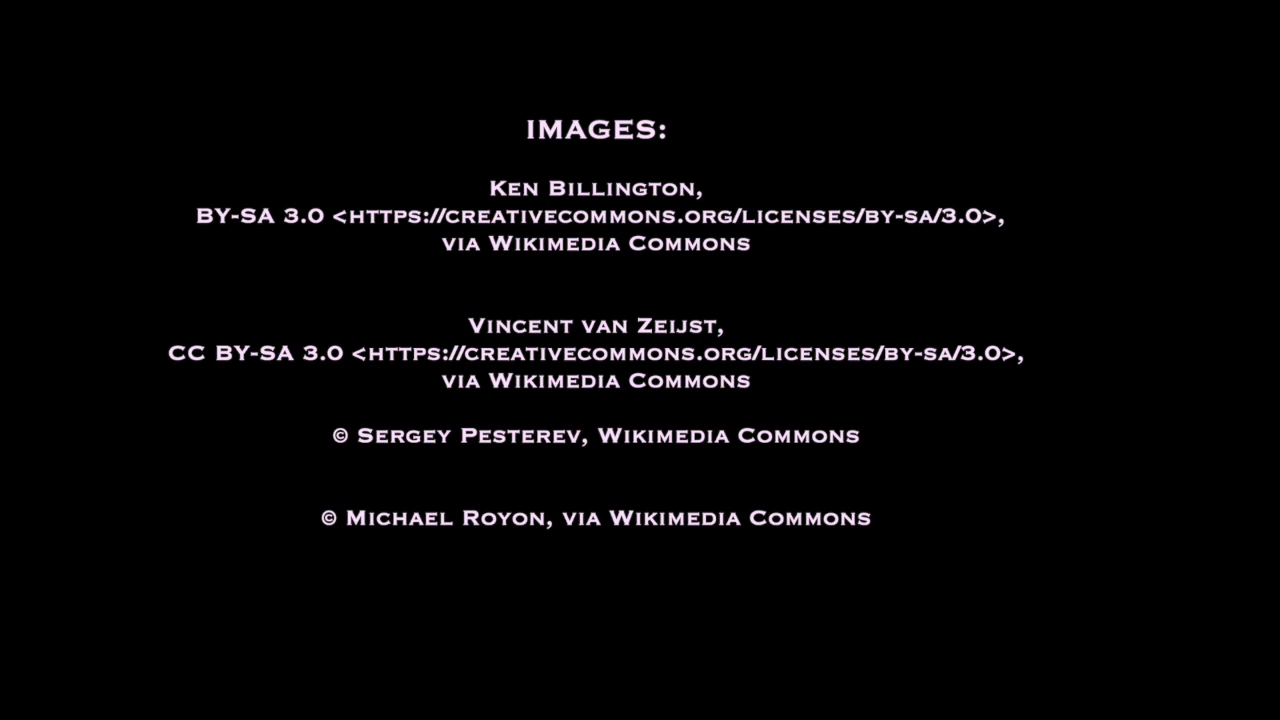 IMAGES:
Ken Billington,
BY-SA 3.0 <https://creativecommons.org/licenses/by-sa/3.0>,
via Wikimedia Commons
Vincent van Zeijst,
CC BY-SA 3.0 <https://creativecommons.org/licenses/by-sa/3.0>,
via Wikimedia Commons
© Sergey Pesterev, Wikimedia Commons
© Michael Royon, via Wikimedia Commons